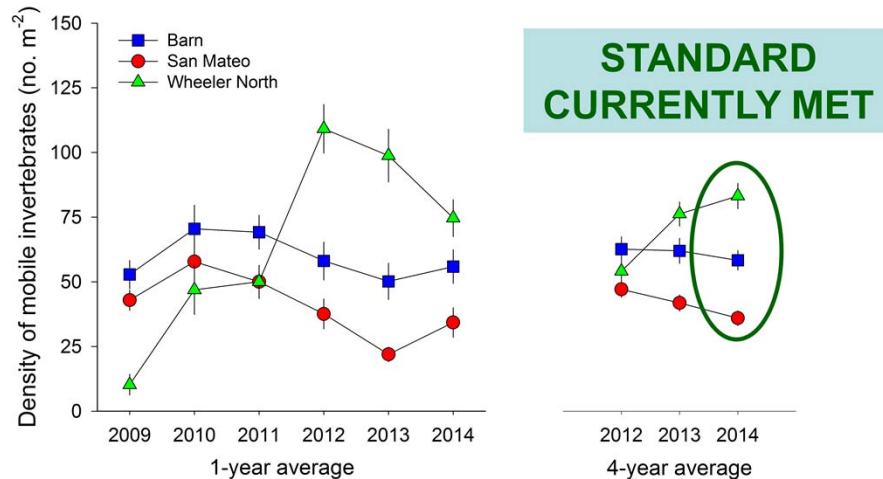 Density of mobile invertebrates (no. m-2)
150
125
100
75
50
25
0
Barn
San Mateo
Wheeler North
2009 2010 2011 2012 2013 2014
1-year average
STANDARD
CURRENTLY MET
2012 2013 2014
4-year average